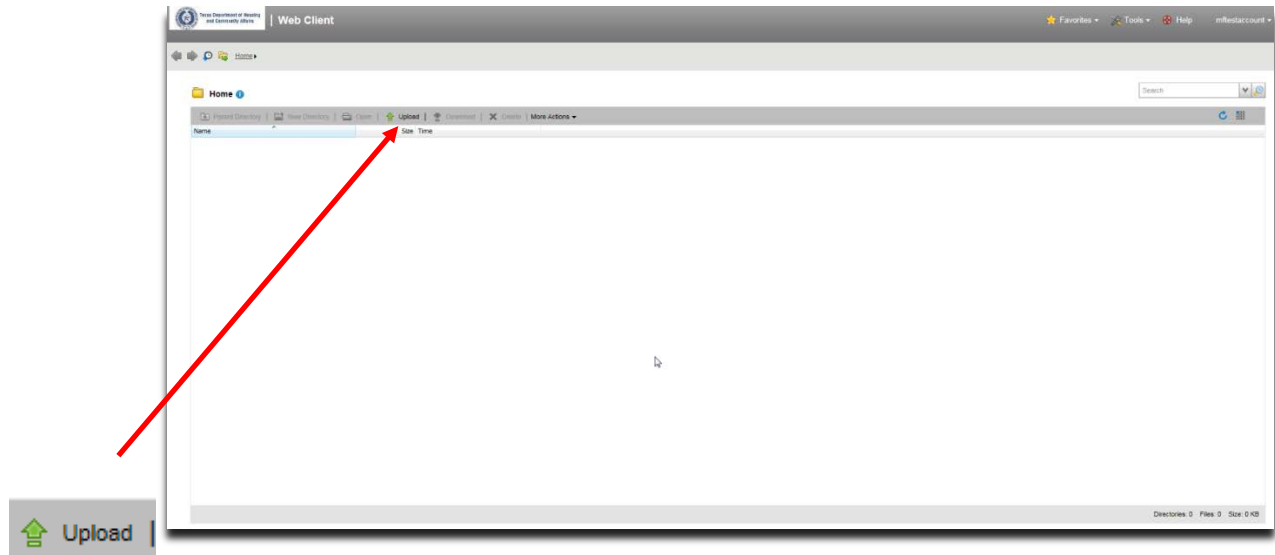 Texas Department of Housing
and Community Affairs
| Web Client
Favorites Tools Help mftestaccount
Home
Home
Search
Parent Directory | New Directory | Open | Upload | Download | Delete | More Actions
Name Size Time
Directories: 0 Files: 0 Size: 0 KB
Upload |